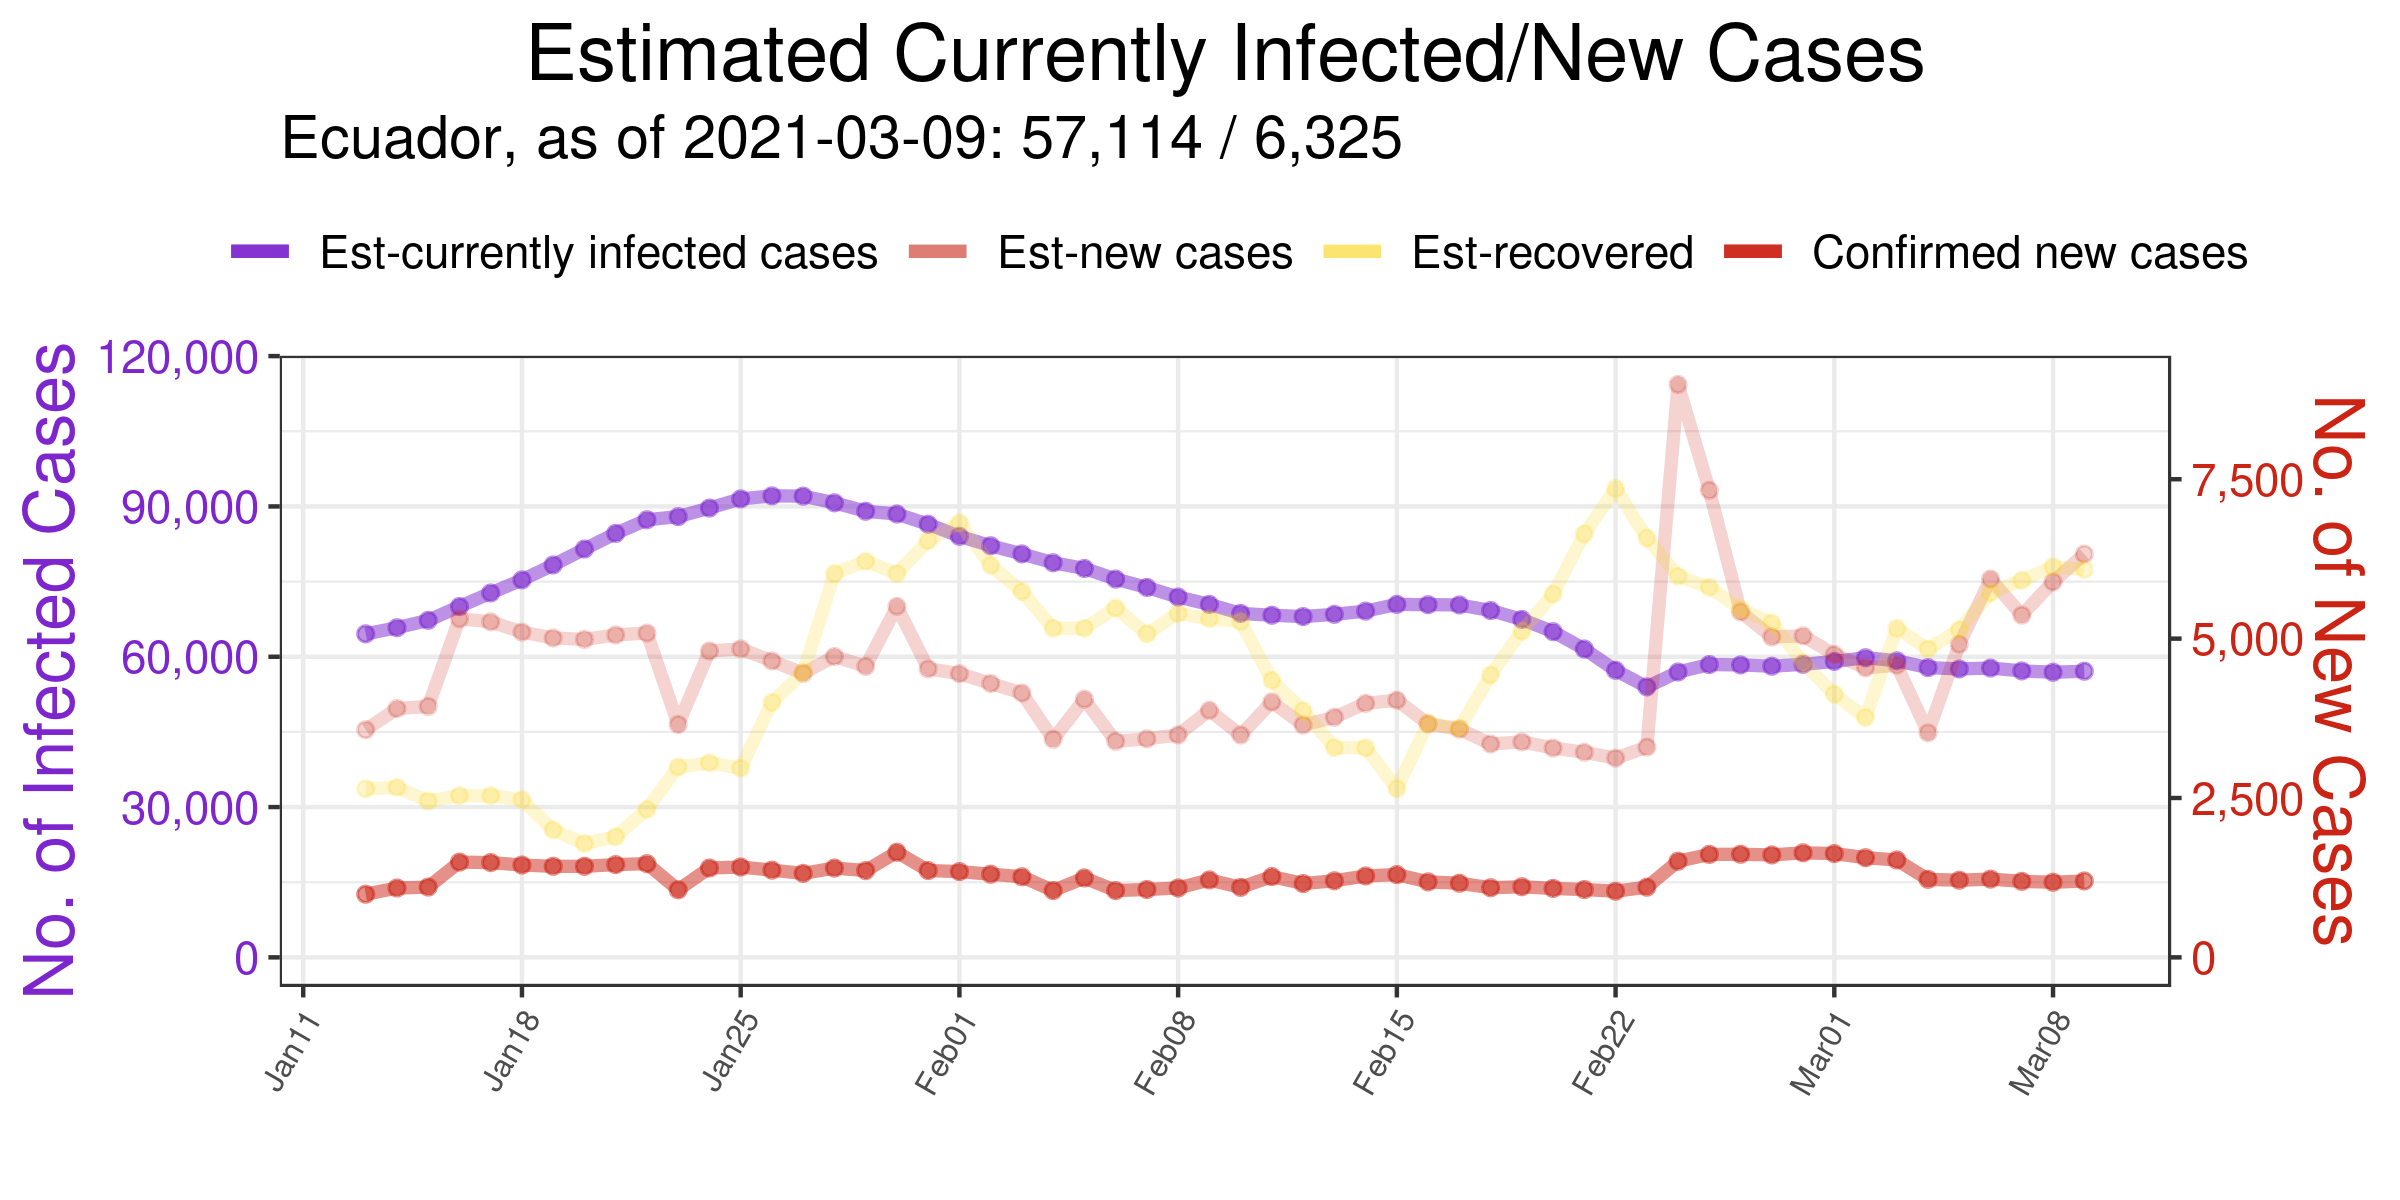 Estimated Currently Infected/New Cases
Ecuador, as of 2021-03-09: 57,114 / 6,325
Est-currently infected cases Est-new cases Est-recovered Confirmed new cases
No. of Infected Cases
120,000
90,000
60,000
30,000
0
7,500
5,000
2,500
0
No. of New Cases
Jan11 Jan18 Jan25 Feb01 Feb08 Feb15 Feb22 Mar01 Mar08